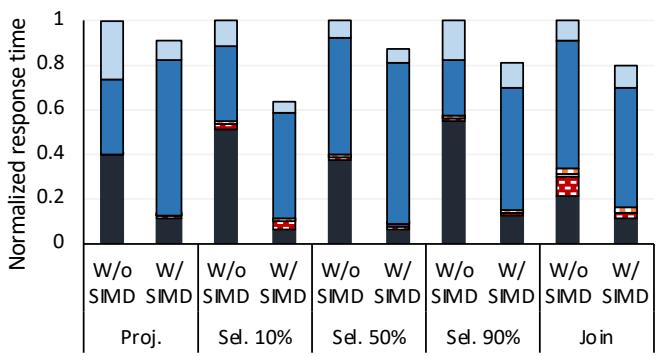 Normalized response time
1
0.8
0.6
0.4
0.2
0
W/o SIMD W/ SIMD W/o SIMD W/ SIMD W/o SIMD W/ SIMD W/o SIMD W/ SIMD W/o SIMD W/ SIMD
Proj. Sel. 10% Sel. 50% Sel. 90% Join